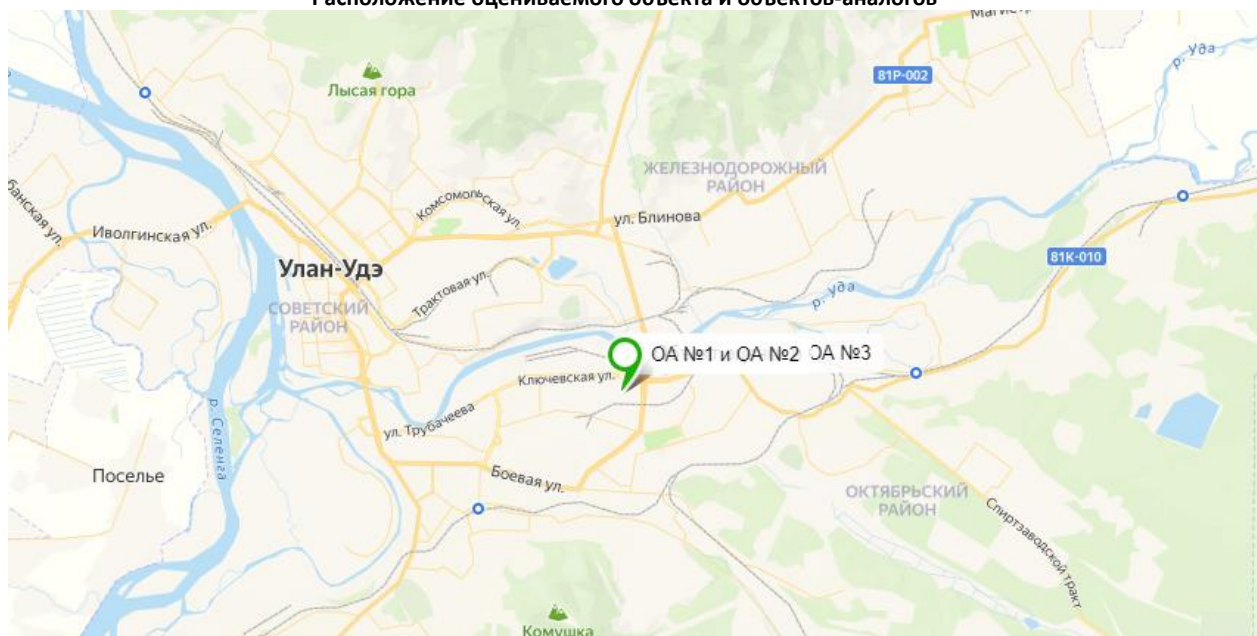 Расположение оцениваемого объекта и объектов-аналогов
81Р-002
р. Уда
Лысая гора
ЖЕЛЕЗНОДОРОЖНЫЙ
РАЙОН
Комсомольская ул.
ул. Блинова
Иволгинская ул.
81К-010
Улан-Удэ
Трактовая ул.
р. Уда
СОВЕТСКИЙ
РАЙОН
ОА №1 и ОА №2
ОА №3
Ключевская ул.
ул. Трубачеева
р. Селенга
Поселье
Боевая ул.
ОКТЯБРЬСКИЙ
РАЙОН
Спиртзаводской тракт
Комушка